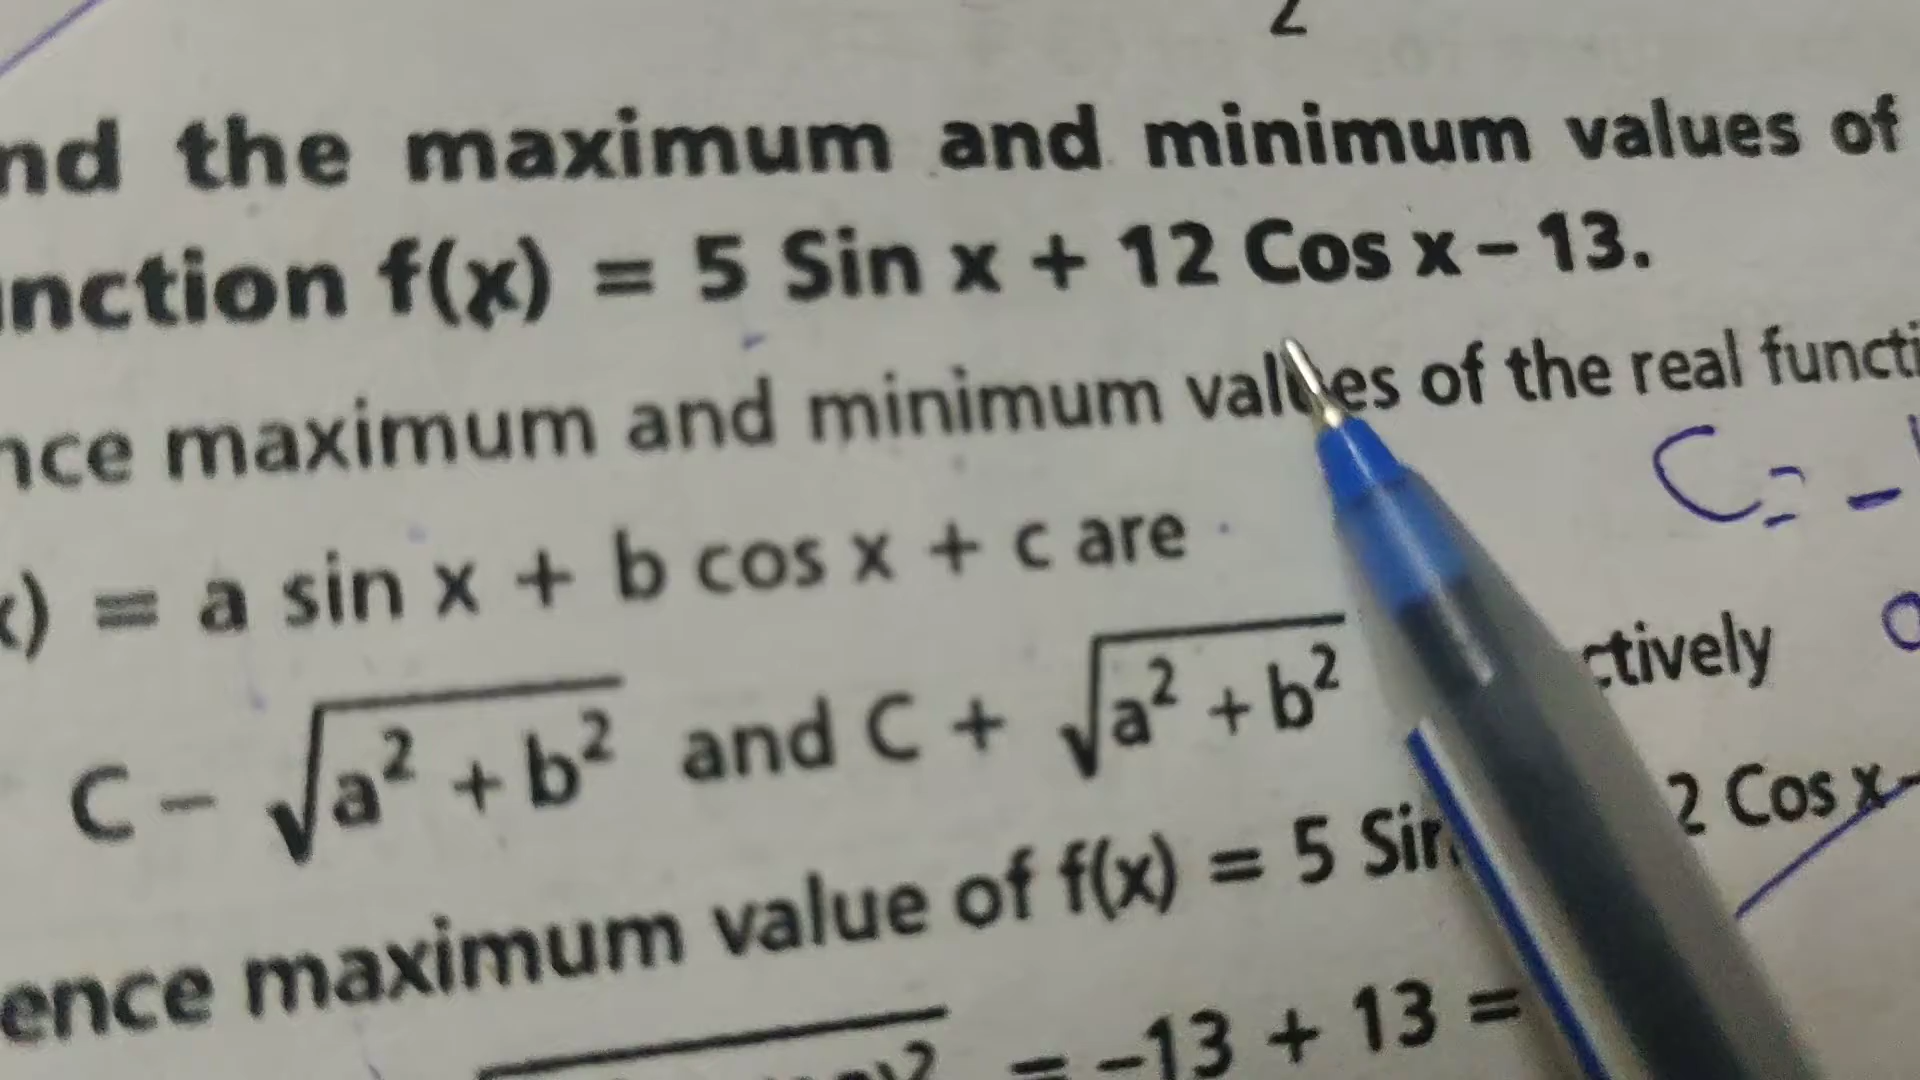 2
nd the maximum and minimum values of
unction f(x) = 5 Sin x + 12 Cos x – 13.
nce maximum and minimum values of the real functi
C = –
x) = a sin x + b cos x + c are
C – √a² + b² and C + √a² + b² ctively
ence maximum value of f(x) = 5 Sin 2 Cos x –
= –13 + 13 =